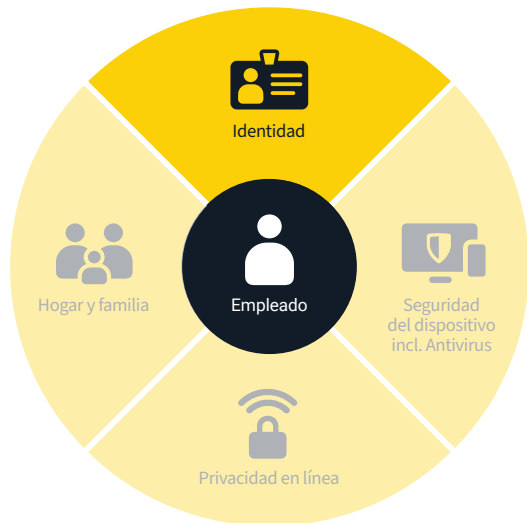 Identidad
Hogar y familia
Empleado
Seguridad
del dispositivo
incl. Antivirus
Privacidad en línea